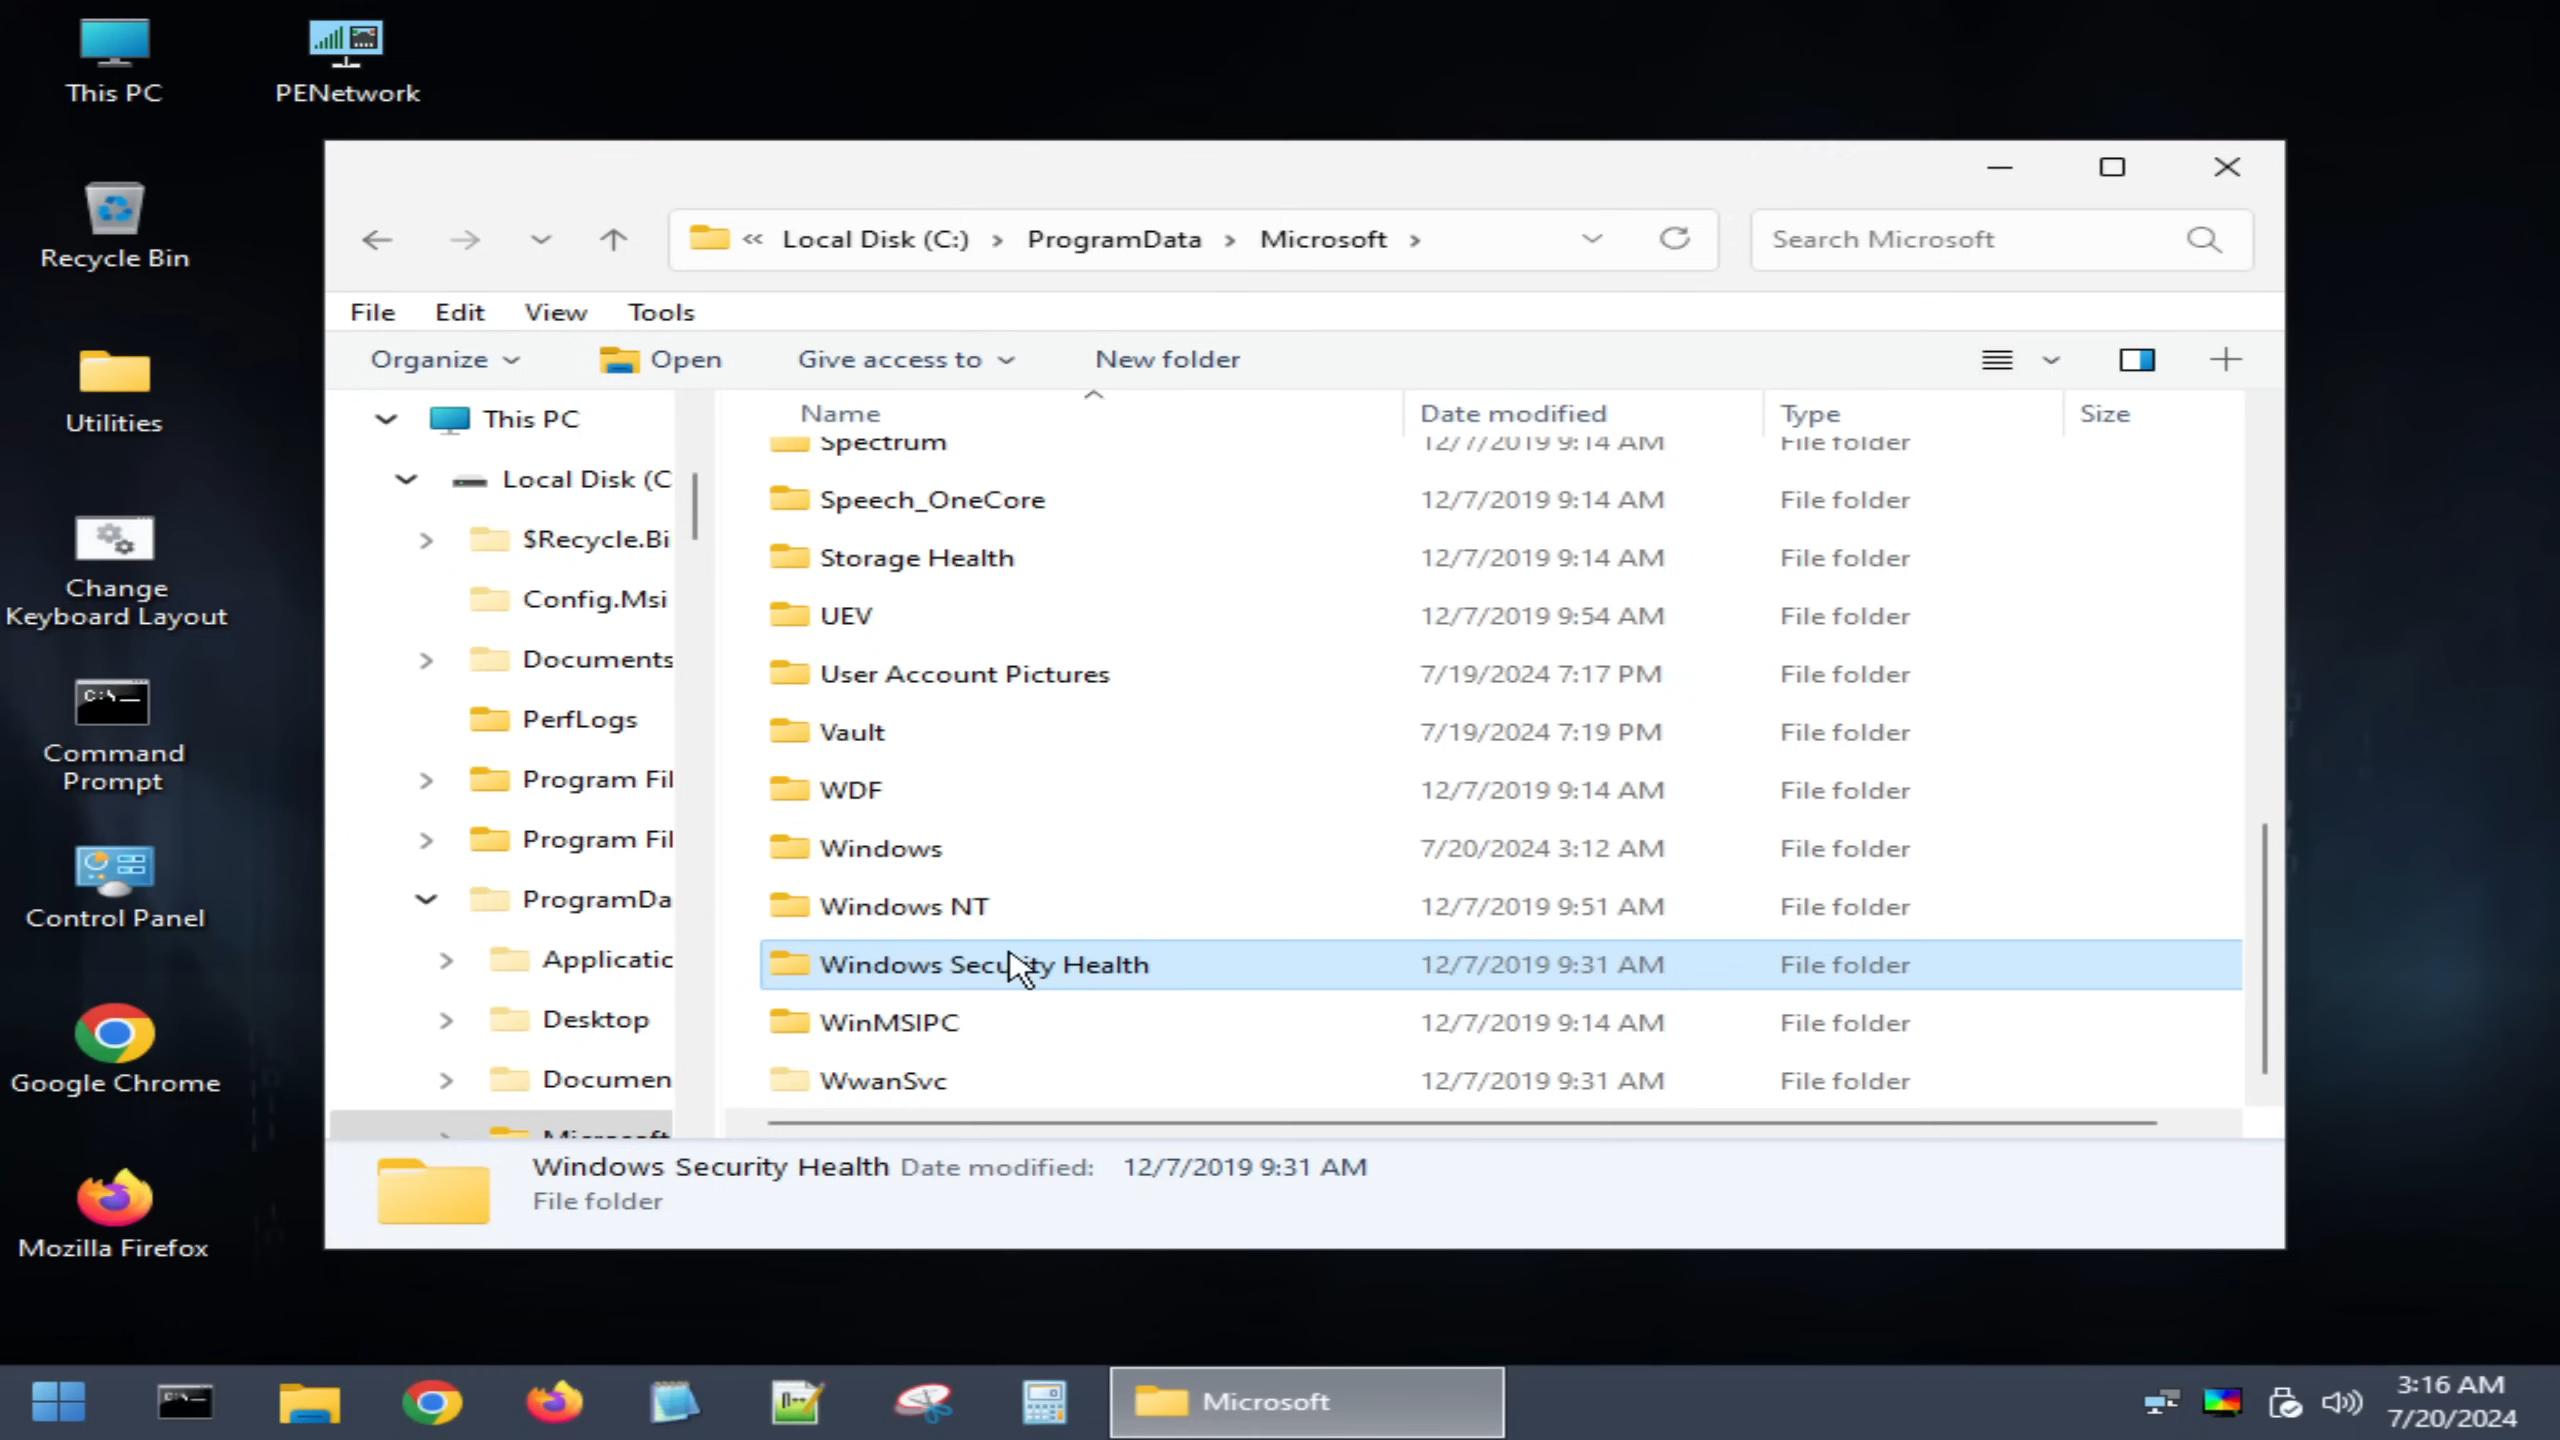 This PC
PENetwork
Recycle Bin
Utilities
Change
Keyboard Layout
Command
Prompt
Control Panel
Google Chrome
Mozilla Firefox
« Local Disk (C:) › ProgramData › Microsoft ›
Search Microsoft
File Edit View Tools
Organize Open Give access to New folder
This PC
Local Disk (C
$Recycle.Bi
Config.Msi
Documents
PerfLogs
Program Fil
Program Fil
ProgramDa
Applicatic
Desktop
Documen
Microsoft
Name Date modified Type Size
Spectrum 12/7/2019 9:14 AM File folder
Speech_OneCore 12/7/2019 9:14 AM File folder
Storage Health 12/7/2019 9:14 AM File folder
UEV 12/7/2019 9:54 AM File folder
User Account Pictures 7/19/2024 7:17 PM File folder
Vault 7/19/2024 7:19 PM File folder
WDF 12/7/2019 9:14 AM File folder
Windows 7/20/2024 3:12 AM File folder
Windows NT 12/7/2019 9:51 AM File folder
Windows Security Health 12/7/2019 9:31 AM File folder
WinMSIPC 12/7/2019 9:14 AM File folder
WwanSvc 12/7/2019 9:31 AM File folder
Windows Security Health Date modified: 12/7/2019 9:31 AM
File folder
Microsoft
3:16 AM
7/20/2024